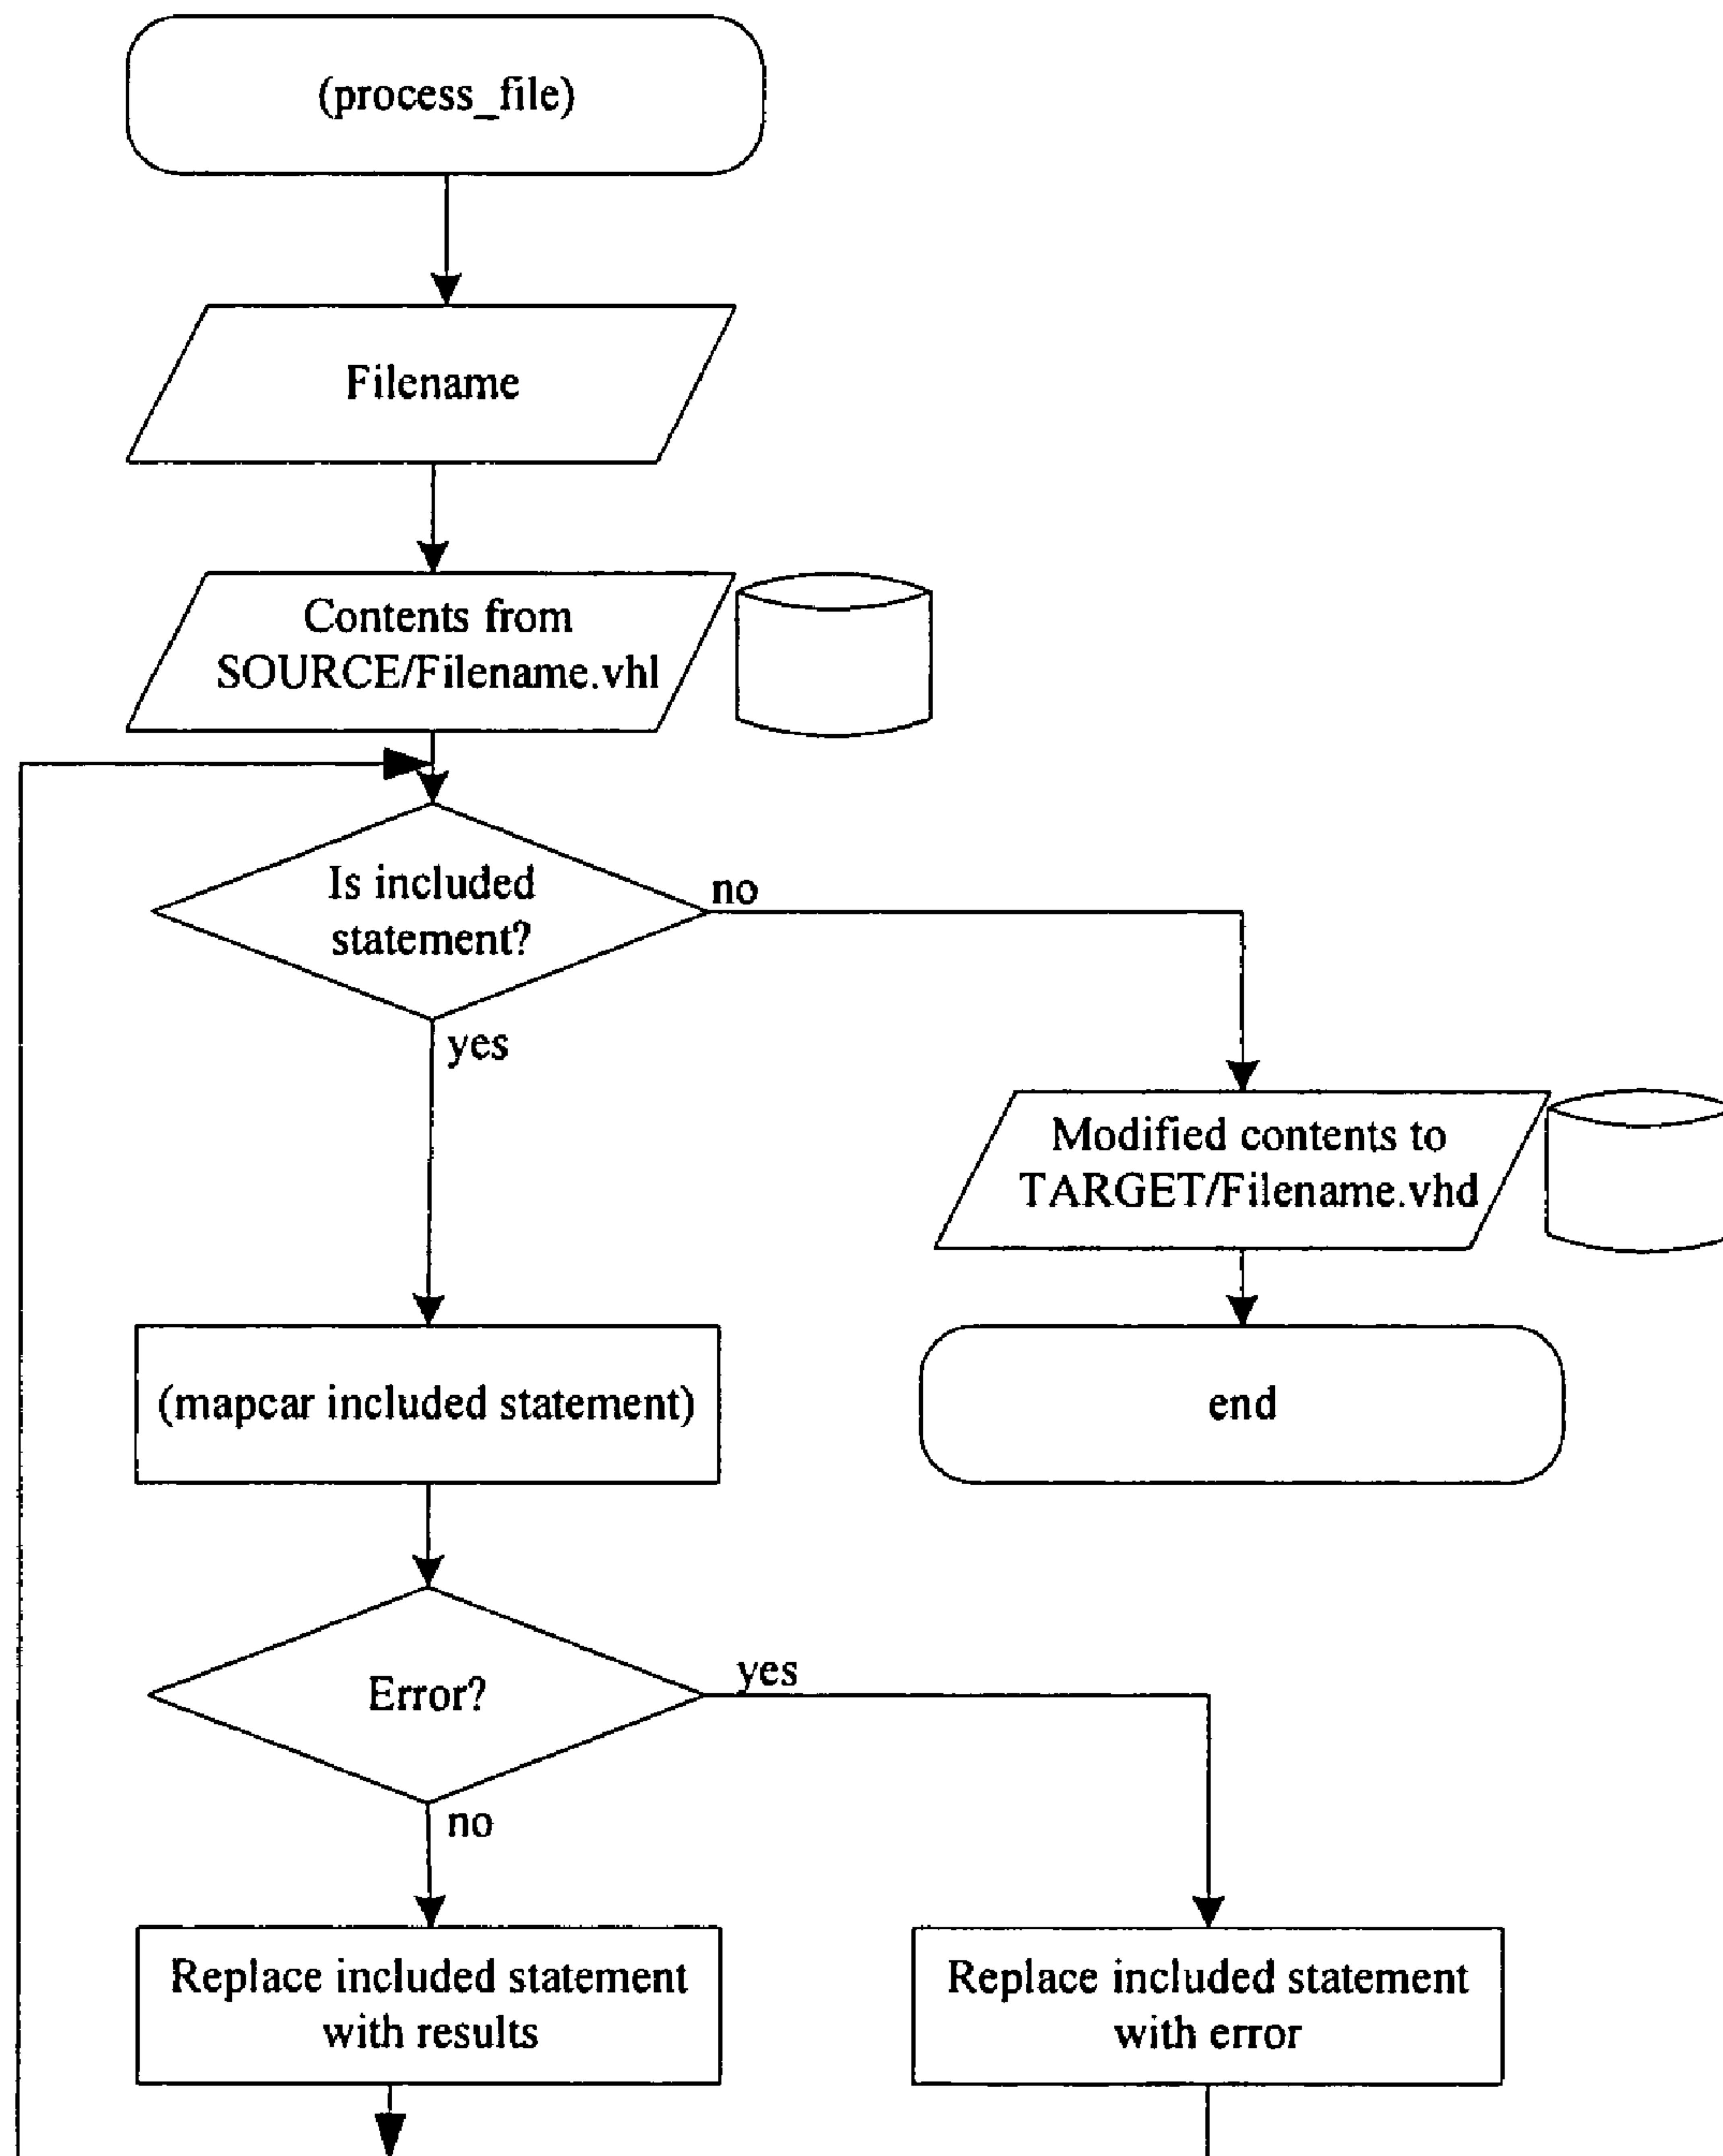 (process_file)
Filename
Contents from
SOURCE/Filename.vhl
Is included
statement?
no
yes
Modified contents to
TARGET/Filename.vhd
(mapcar included statement)
end
Error?
yes
no
Replace included statement
with results
Replace included statement
with error